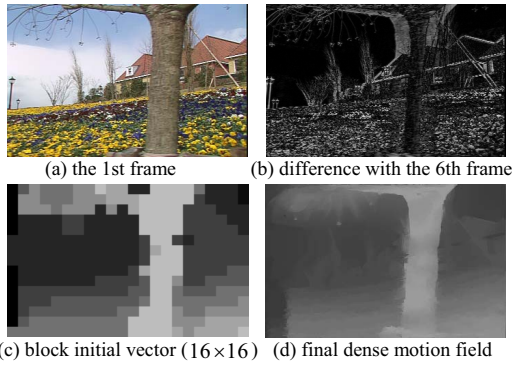 (a) the 1st frame
(b) difference with the 6th frame
(c) block initial vector (16×16)
(d) final dense motion field